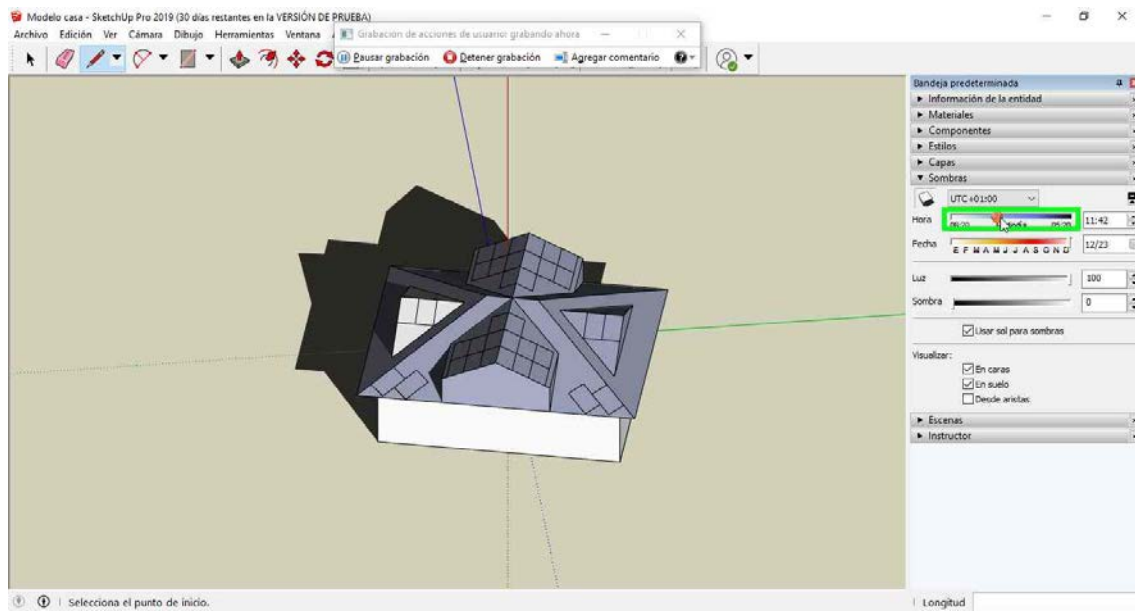 Modelo casa - SketchUp Pro 2019 (30 días restantes en la VERSIÓN DE PRUEBA)
Archivo Edición Ver Cámara Dibujo Herramientas Ventana
Grabación de acciones de usuario: grabando ahora
Pausar grabación Detener grabación Agregar comentario
Bandeja predeterminada
Información de la entidad
Materiales
Componentes
Estilos
Capas
Sombras
UTC+01:00
Hora 11:42
Fecha E F M A M J J A S O N D 12/23
Luz 100
Sombra 0
Usar sol para sombras
Visualizar:
En caras
En suelo
Desde aristas
Escenas
Instructor
Selecciona el punto de inicio.
Longitud